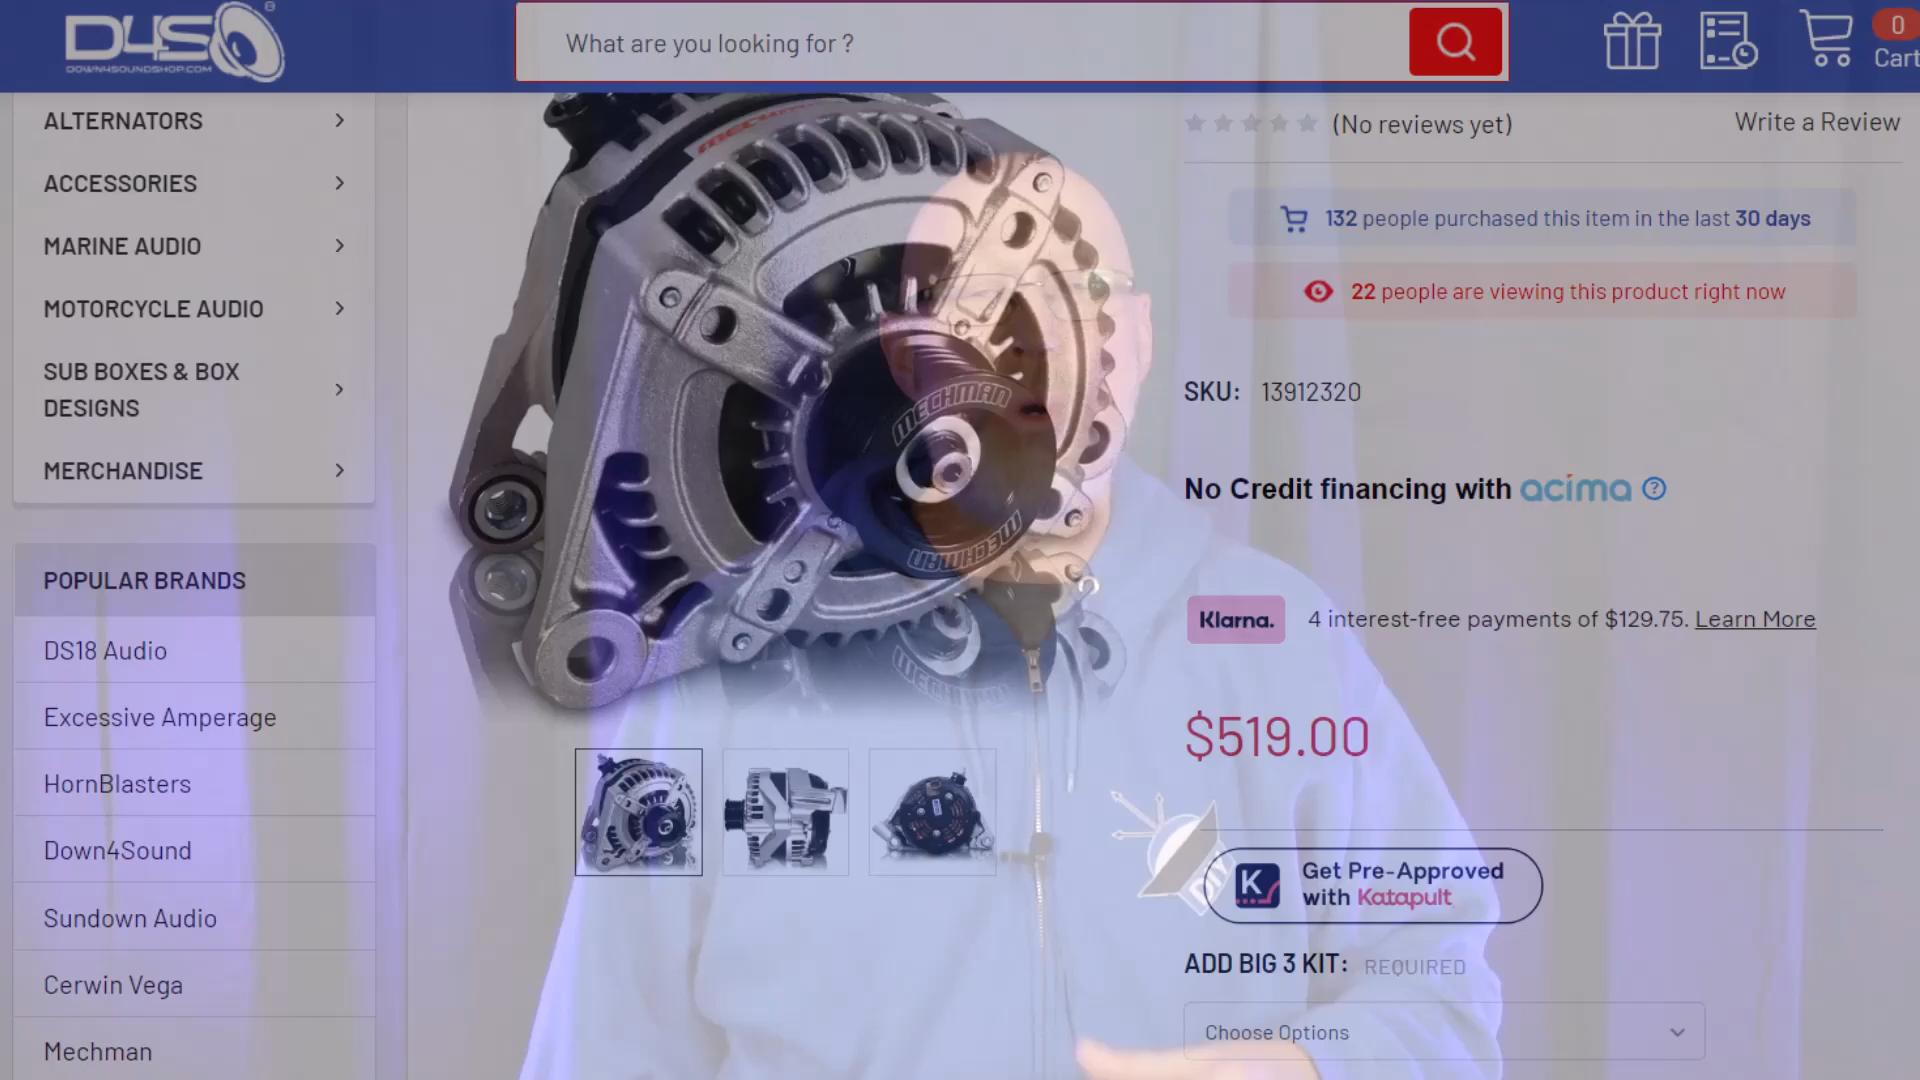 D4S
DOWN4SOUNDSHOP.COM
What are you looking for ?
0
Cart
ALTERNATORS
ACCESSORIES
MARINE AUDIO
MOTORCYCLE AUDIO
SUB BOXES & BOX
DESIGNS
MERCHANDISE
POPULAR BRANDS
DS18 Audio
Excessive Amperage
HornBlasters
Down4Sound
Sundown Audio
Cerwin Vega
Mechman
MECHMAN
MECHMAN
MECHMAN
(No reviews yet)
Write a Review
132 people purchased this item in the last 30 days
22 people are viewing this product right now
SKU: 13912320
No Credit financing with acima ?
Klarna. 4 interest-free payments of $129.75. Learn More
$519.00
DIY
K Get Pre-Approved
with Katapult
ADD BIG 3 KIT: REQUIRED
Choose Options